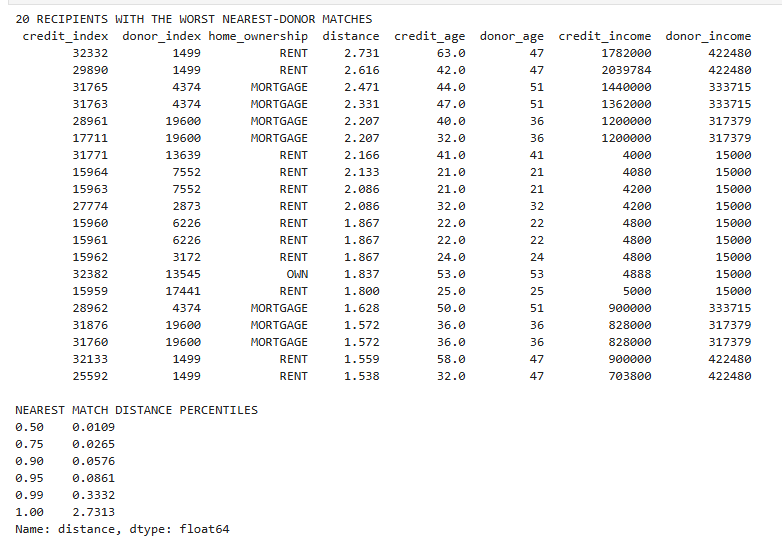 20 RECIPIENTS WITH THE WORST NEAREST-DONOR MATCHES
credit_index donor_index home_ownership distance credit_age donor_age credit_income donor_income
32332 1499 RENT 2.731 63.0 47 1782000 422480
29890 1499 RENT 2.616 42.0 47 2039784 422480
31765 4374 MORTGAGE 2.471 44.0 51 1440000 333715
31763 4374 MORTGAGE 2.331 47.0 51 1362000 333715
28961 19600 MORTGAGE 2.207 40.0 36 1200000 317379
17711 19600 MORTGAGE 2.207 32.0 36 1200000 317379
31771 13639 RENT 2.166 41.0 41 4000 15000
15964 7552 RENT 2.133 21.0 21 4080 15000
15963 7552 RENT 2.086 21.0 21 4200 15000
27774 2873 RENT 2.086 32.0 32 4200 15000
15960 6226 RENT 1.867 22.0 22 4800 15000
15961 6226 RENT 1.867 22.0 22 4800 15000
15962 3172 RENT 1.867 24.0 24 4800 15000
32382 13545 OWN 1.837 53.0 53 4888 15000
15959 17441 RENT 1.800 25.0 25 5000 15000
28962 4374 MORTGAGE 1.628 50.0 51 900000 333715
31876 19600 MORTGAGE 1.572 36.0 36 828000 317379
31760 19600 MORTGAGE 1.572 36.0 36 828000 317379
32133 1499 RENT 1.559 58.0 47 900000 422480
25592 1499 RENT 1.538 32.0 47 703800 422480
NEAREST MATCH DISTANCE PERCENTILES
0.50 0.0109
0.75 0.0265
0.90 0.0576
0.95 0.0861
0.99 0.3332
1.00 2.7313
Name: distance, dtype: float64